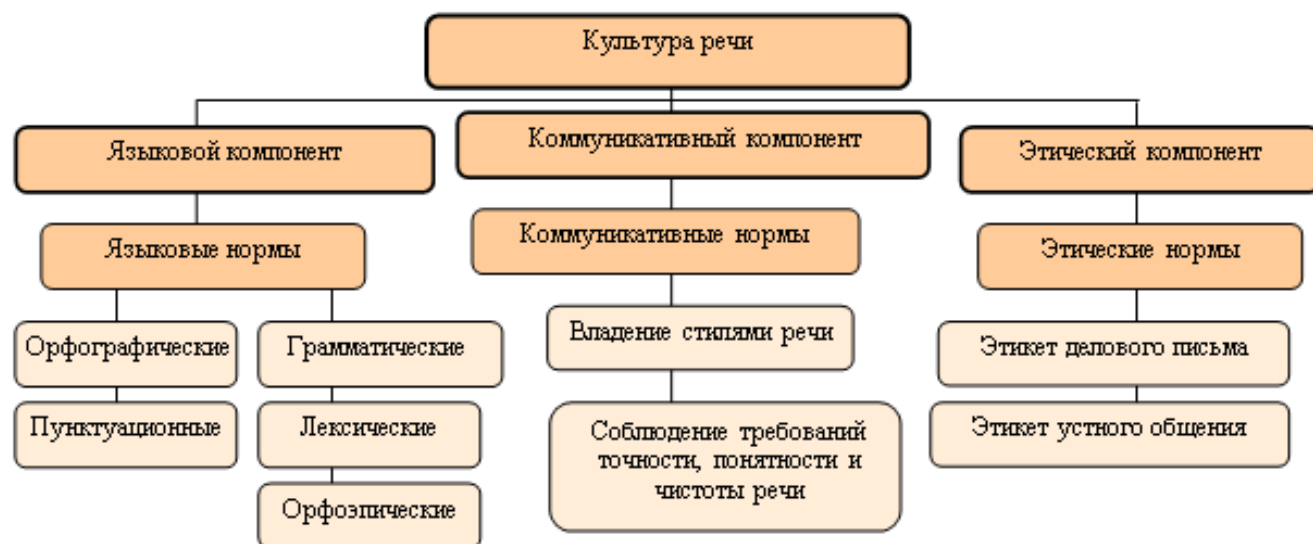 Культура речи
Языковой компонент
Коммуникативный компонент
Этический компонент
Языковые нормы
Коммуникативные нормы
Этические нормы
Орфографические
Грамматические
Владение стилями речи
Этикет делового письма
Пунктуационные
Лексические
Соблюдение требований
точности, понятности и
чистоты речи
Этикет устного общения
Орфоэпические